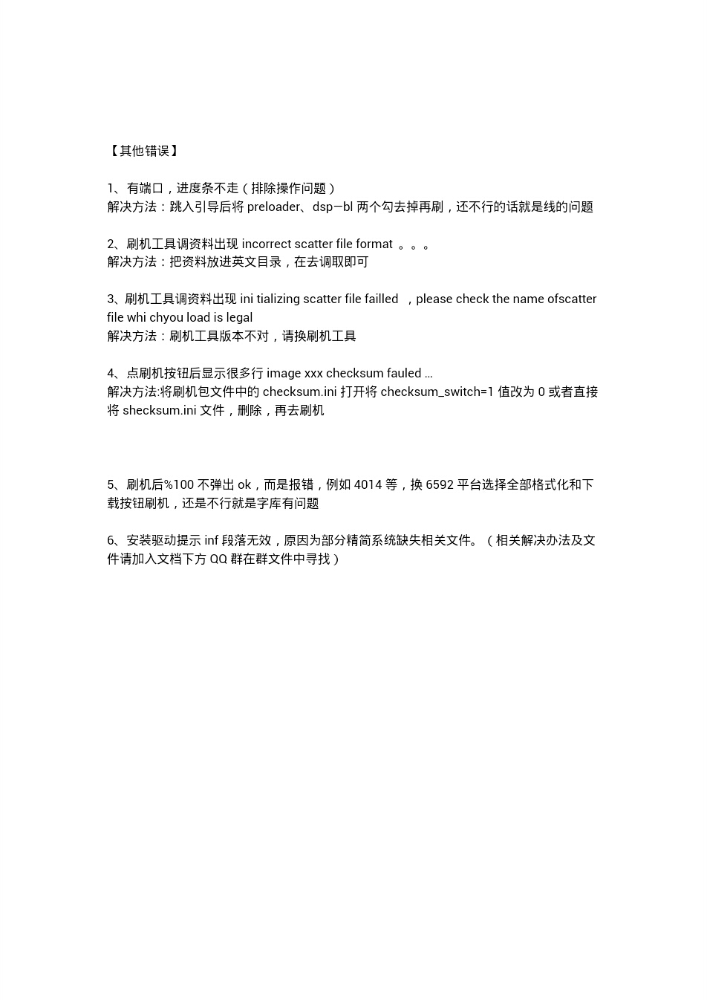 【其他错误】
1、有端口，进度条不走（排除操作问题）
解决方法：跳入引导后将 preloader、dsp—bl 两个勾去掉再刷，还不行的话就是线的问题
2、刷机工具调资料出现 incorrect scatter file format 。。。
解决方法：把资料放进英文目录，在去调取即可
3、刷机工具调资料出现 ini tializing scatter file failled ，please check the name ofscatter
file whi chyou load is legal
解决方法：刷机工具版本不对，请换刷机工具
4、点刷机按钮后显示很多行 image xxx checksum fauled …
解决方法:将刷机包文件中的 checksum.ini 打开将 checksum_switch=1 值改为 0 或者直接
将 shecksum.ini 文件，删除，再去刷机
5、刷机后%100 不弹出 ok，而是报错，例如 4014 等，换 6592 平台选择全部格式化和下
载按钮刷机，还是不行就是字库有问题
6、安装驱动提示 inf 段落无效，原因为部分精简系统缺失相关文件。（相关解决办法及文
件请加入文档下方 QQ 群在群文件中寻找）